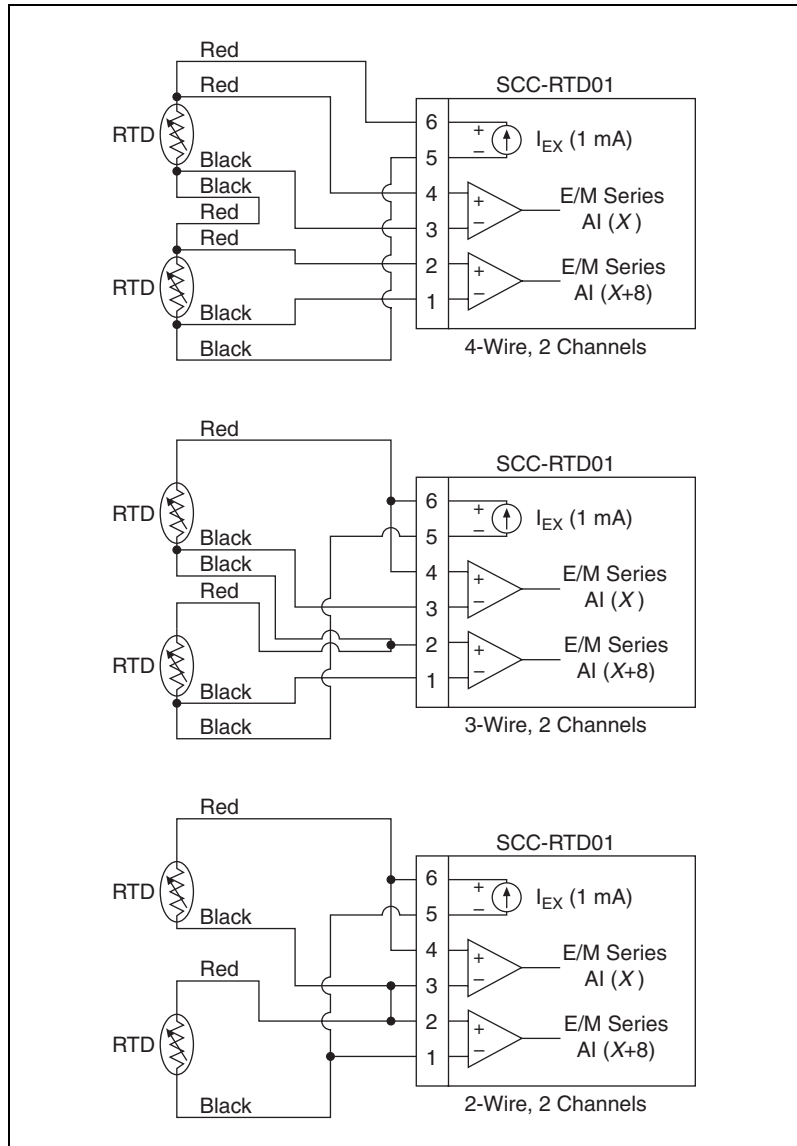 Red
Red
SCC-RTD01
6
+
−
I_EX (1 mA)
RTD
Black
5
Black
4
+
E/M Series
AI (X)
Red
3
−
Red
2
+
E/M Series
AI (X+8)
RTD
1
−
Black
Black
4-Wire, 2 Channels
Red
SCC-RTD01
6
+
−
I_EX (1 mA)
RTD
5
Black
4
+
E/M Series
AI (X)
Black
3
−
Red
2
+
E/M Series
AI (X+8)
RTD
1
−
Black
Black
3-Wire, 2 Channels
Red
SCC-RTD01
6
+
−
I_EX (1 mA)
RTD
5
Black
4
+
E/M Series
AI (X)
3
−
Red
2
+
E/M Series
AI (X+8)
RTD
1
−
Black
2-Wire, 2 Channels